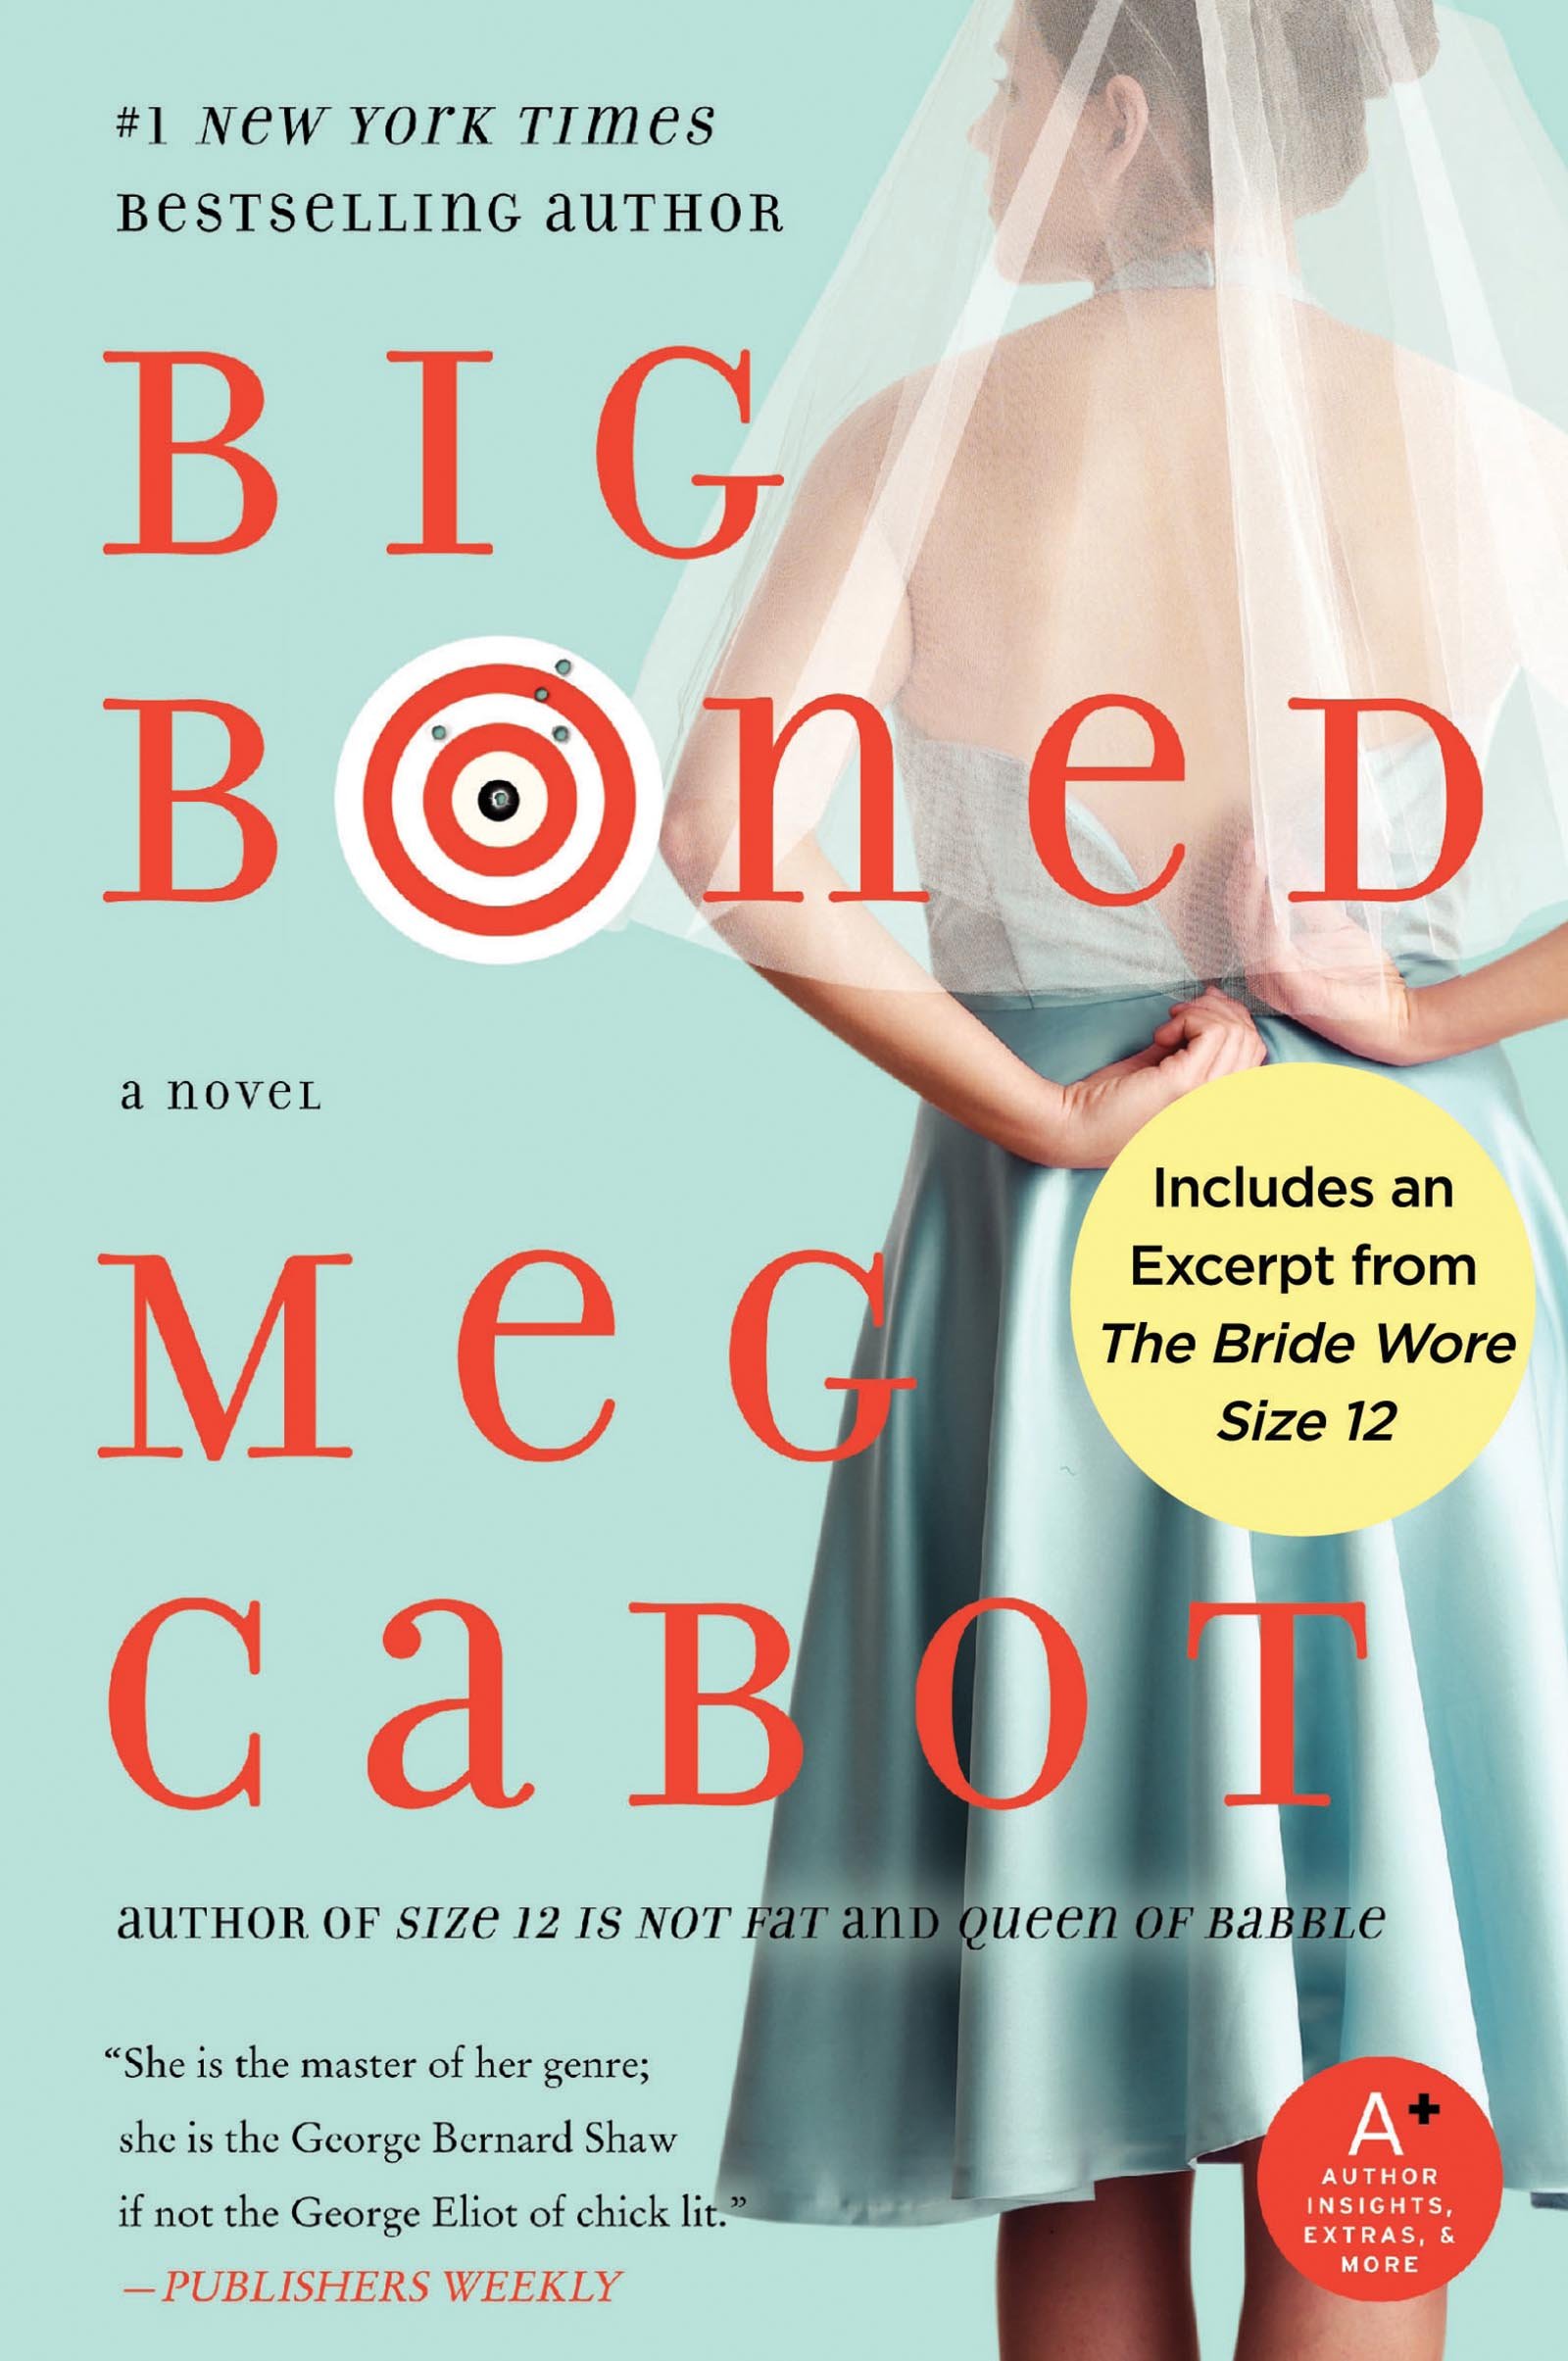 #1 New York Times
Bestselling Author
BIG
BOneD
a novel
Includes an
Excerpt from
The Bride Wore
Size 12
MeG
CaBOT
author of Size 12 Is Not Fat and Queen of Babble
“She is the master of her genre;
she is the George Bernard Shaw
if not the George Eliot of chick lit.”
—PUBLISHERS WEEKLY
A+
AUTHOR
INSIGHTS,
EXTRAS, &
MORE